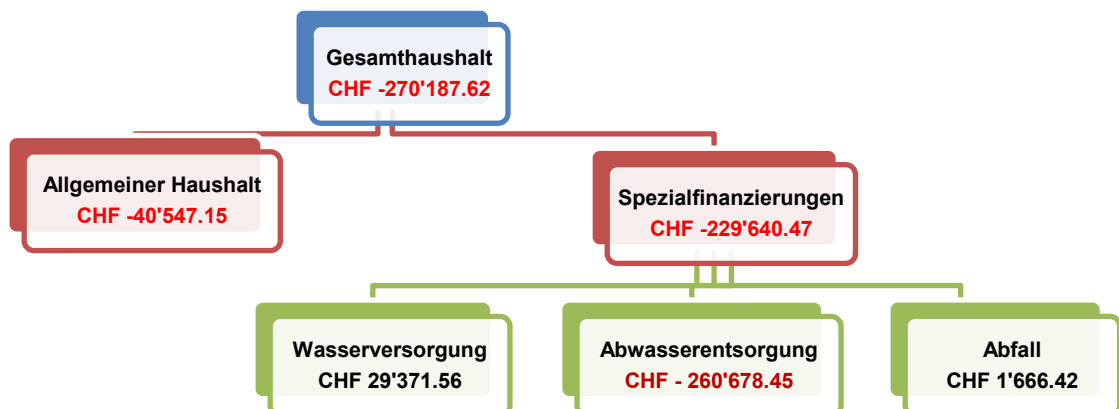 Gesamthaushalt
CHF -270'187.62
Allgemeiner Haushalt
CHF -40'547.15
Spezialfinanzierungen
CHF -229'640.47
Wasserversorgung
CHF 29'371.56
Abwasserentsorgung
CHF - 260'678.45
Abfall
CHF 1'666.42